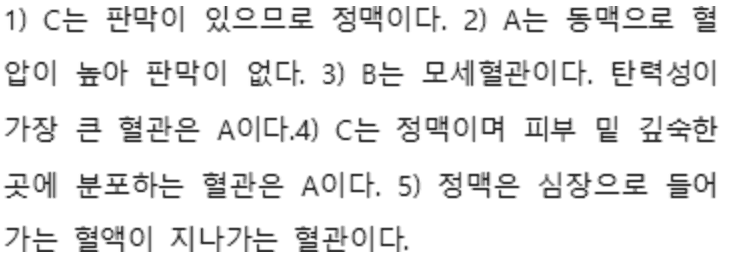 1) C는 판막이 있으므로 정맥이다. 2) A는 동맥으로 혈
압이 높아 판막이 없다. 3) B는 모세혈관이다. 탄력성이
가장 큰 혈관은 A이다.4) C는 정맥이며 피부 밑 깊숙한
곳에 분포하는 혈관은 A이다. 5) 정맥은 심장으로 들어
가는 혈액이 지나가는 혈관이다.